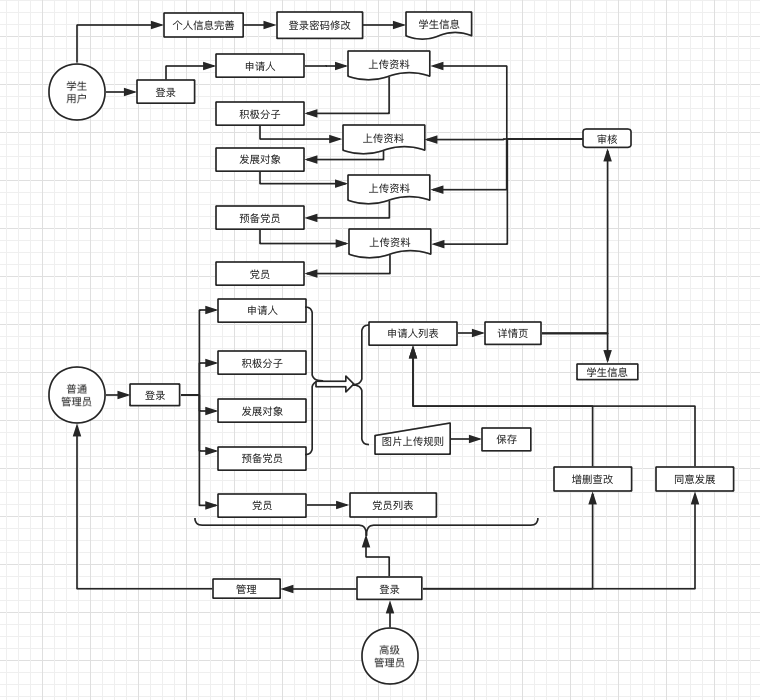 个人信息完善
登录密码修改
学生信息
学生
用户
登录
申请人
上传资料
积极分子
上传资料
审核
发展对象
上传资料
预备党员
上传资料
党员
申请人
申请人列表
详情页
积极分子
学生信息
普通
管理员
登录
发展对象
图片上传规则
保存
预备党员
增删查改
同意发展
党员
党员列表
管理
登录
高级
管理员